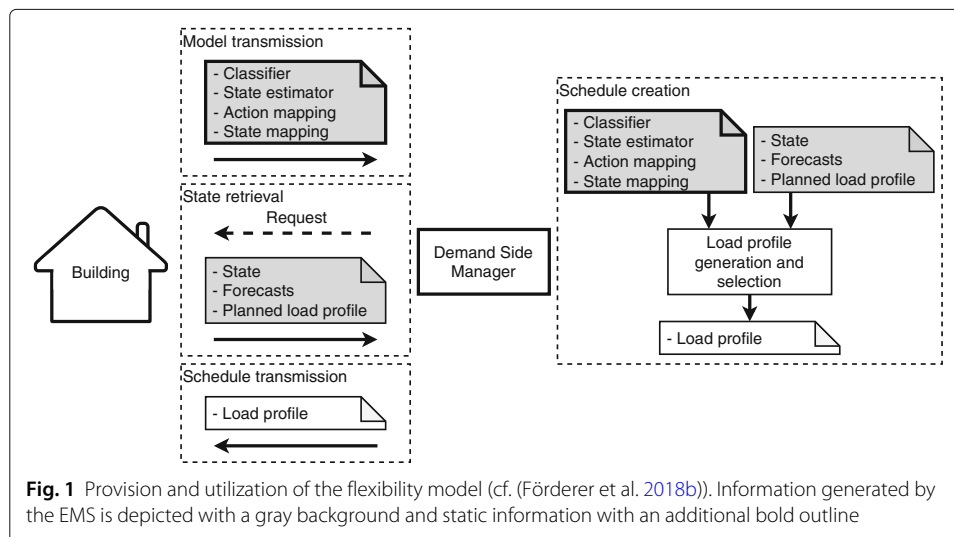 Model transmission
- Classifier
- State estimator
- Action mapping
- State mapping
State retrieval
Request
- State
- Forecasts
- Planned load profile
Schedule transmission
- Load profile
Building
Demand Side
Manager
Schedule creation
- Classifier
- State estimator
- Action mapping
- State mapping
- State
- Forecasts
- Planned load profile
Load profile
generation and
selection
- Load profile
Fig. 1 Provision and utilization of the flexibility model (cf. (Förderer et al. 2018b)). Information generated by
the EMS is depicted with a gray background and static information with an additional bold outline